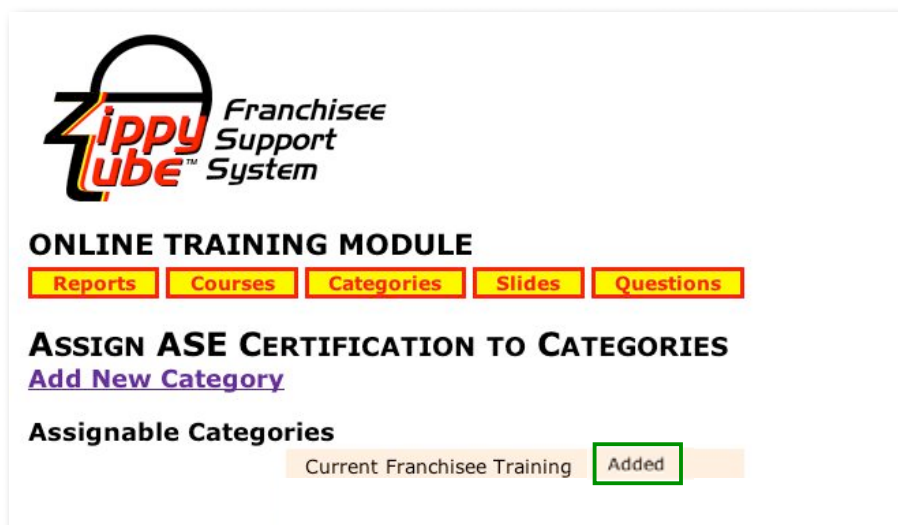 Zippy Lube™ Franchisee Support System
ONLINE TRAINING MODULE
Reports Courses Categories Slides Questions
ASSIGN ASE CERTIFICATION TO CATEGORIES
Add New Category
Assignable Categories
Current Franchisee Training Added